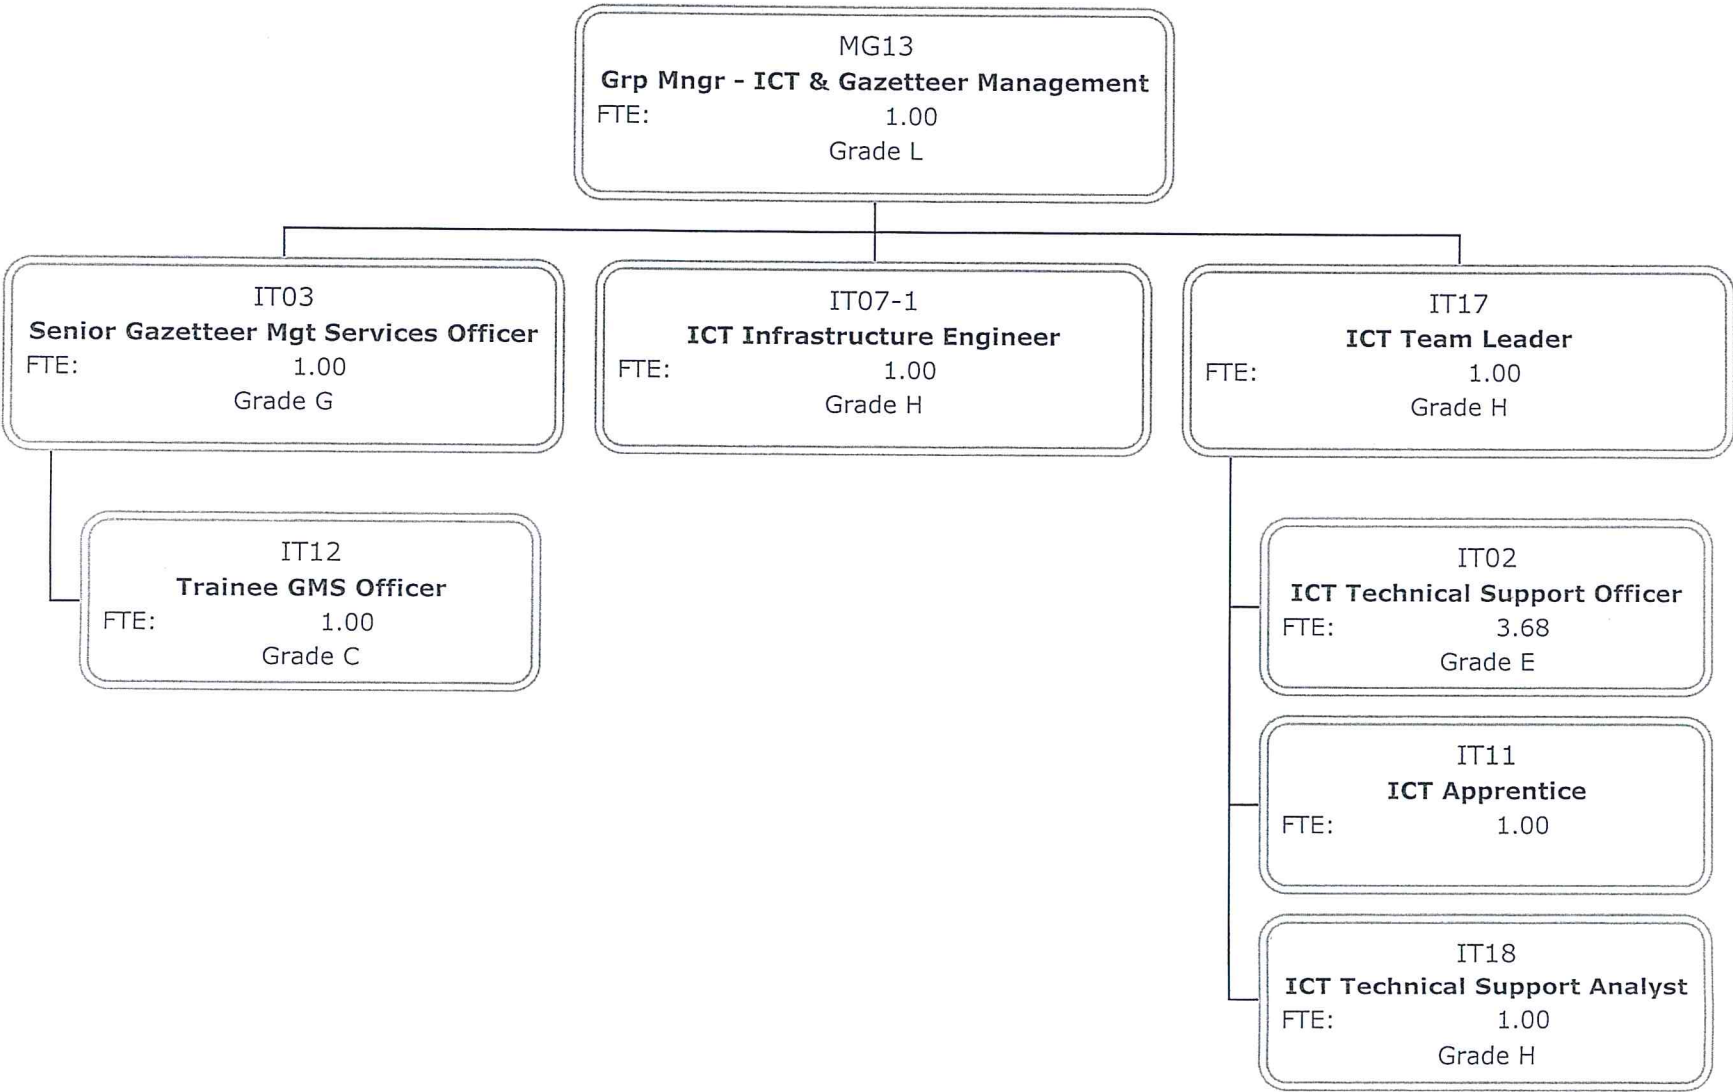 MG13
Grp Mngr - ICT & Gazetteer Management
FTE: 1.00
Grade L
IT03
Senior Gazetteer Mgt Services Officer
FTE: 1.00
Grade G
IT12
Trainee GMS Officer
FTE: 1.00
Grade C
IT07-1
ICT Infrastructure Engineer
FTE: 1.00
Grade H
IT17
ICT Team Leader
FTE: 1.00
Grade H
IT02
ICT Technical Support Officer
FTE: 3.68
Grade E
IT11
ICT Apprentice
FTE: 1.00
IT18
ICT Technical Support Analyst
FTE: 1.00
Grade H